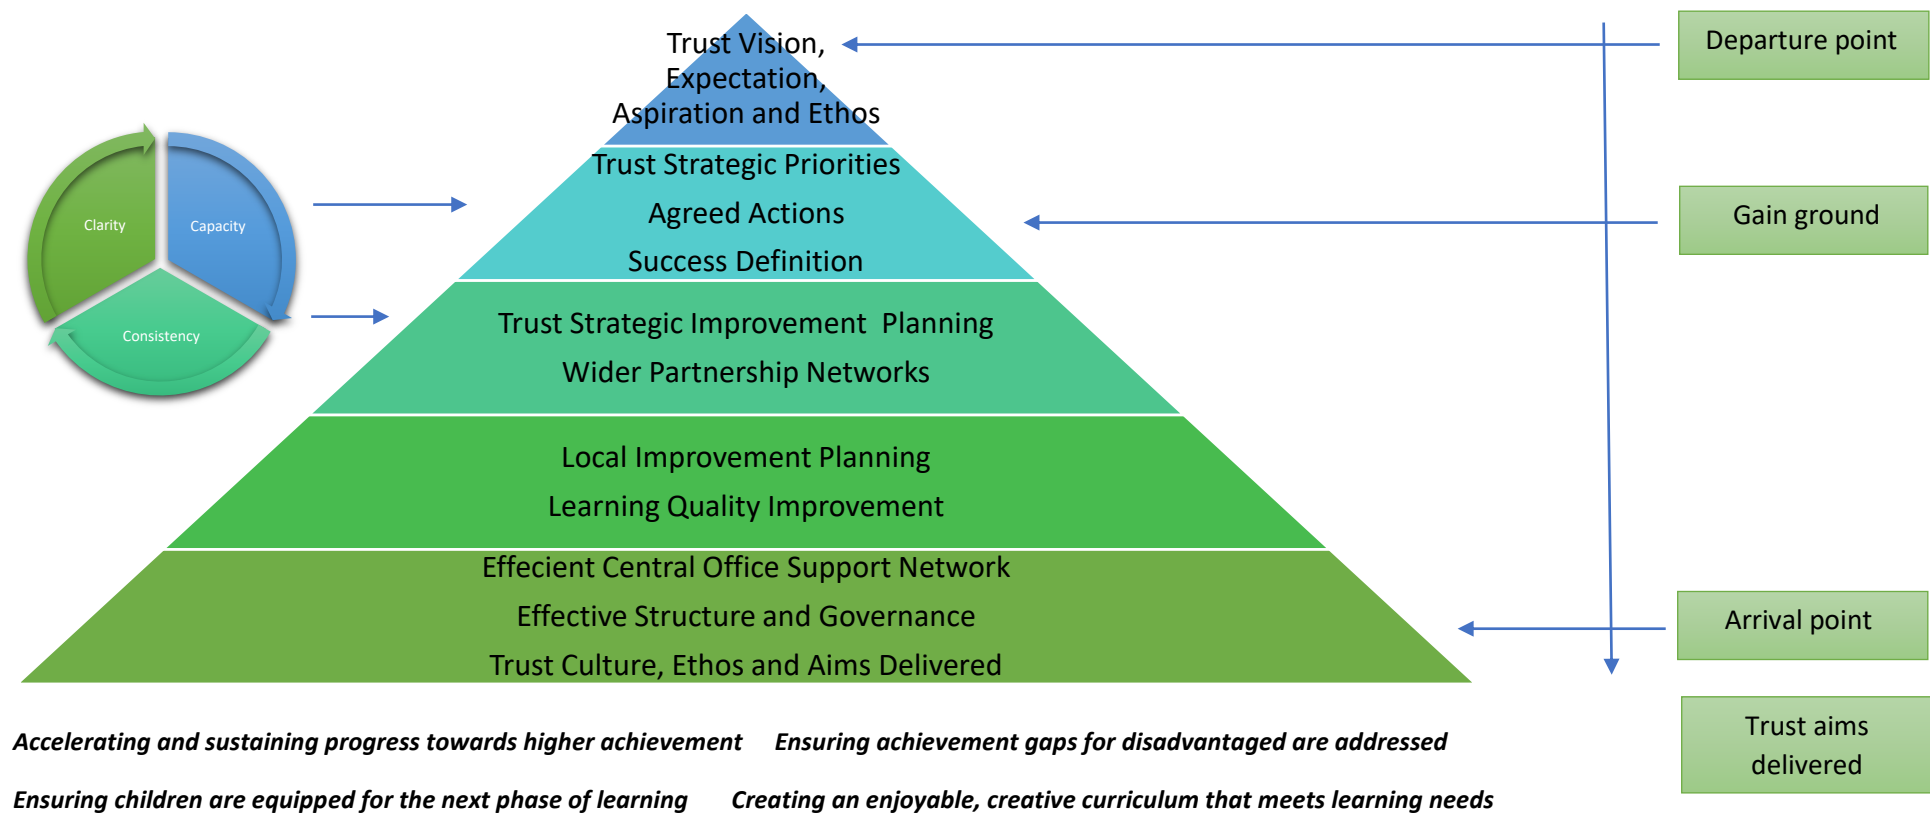 Trust Vision,
Expectation,
Aspiration and Ethos
Trust Strategic Priorities
Agreed Actions
Success Definition
Trust Strategic Improvement  Planning
Wider Partnership Networks
Local Improvement Planning
Learning Quality Improvement
Effecient Central Office Support Network
Effective Structure and Governance
Trust Culture, Ethos and Aims Delivered
Clarity
Capacity
Consistency
Departure point
Gain ground
Arrival point
Trust aims
delivered
Accelerating and sustaining progress towards higher achievement    Ensuring achievement gaps for disadvantaged are addressed
Ensuring children are equipped for the next phase of learning    Creating an enjoyable, creative curriculum that meets learning needs